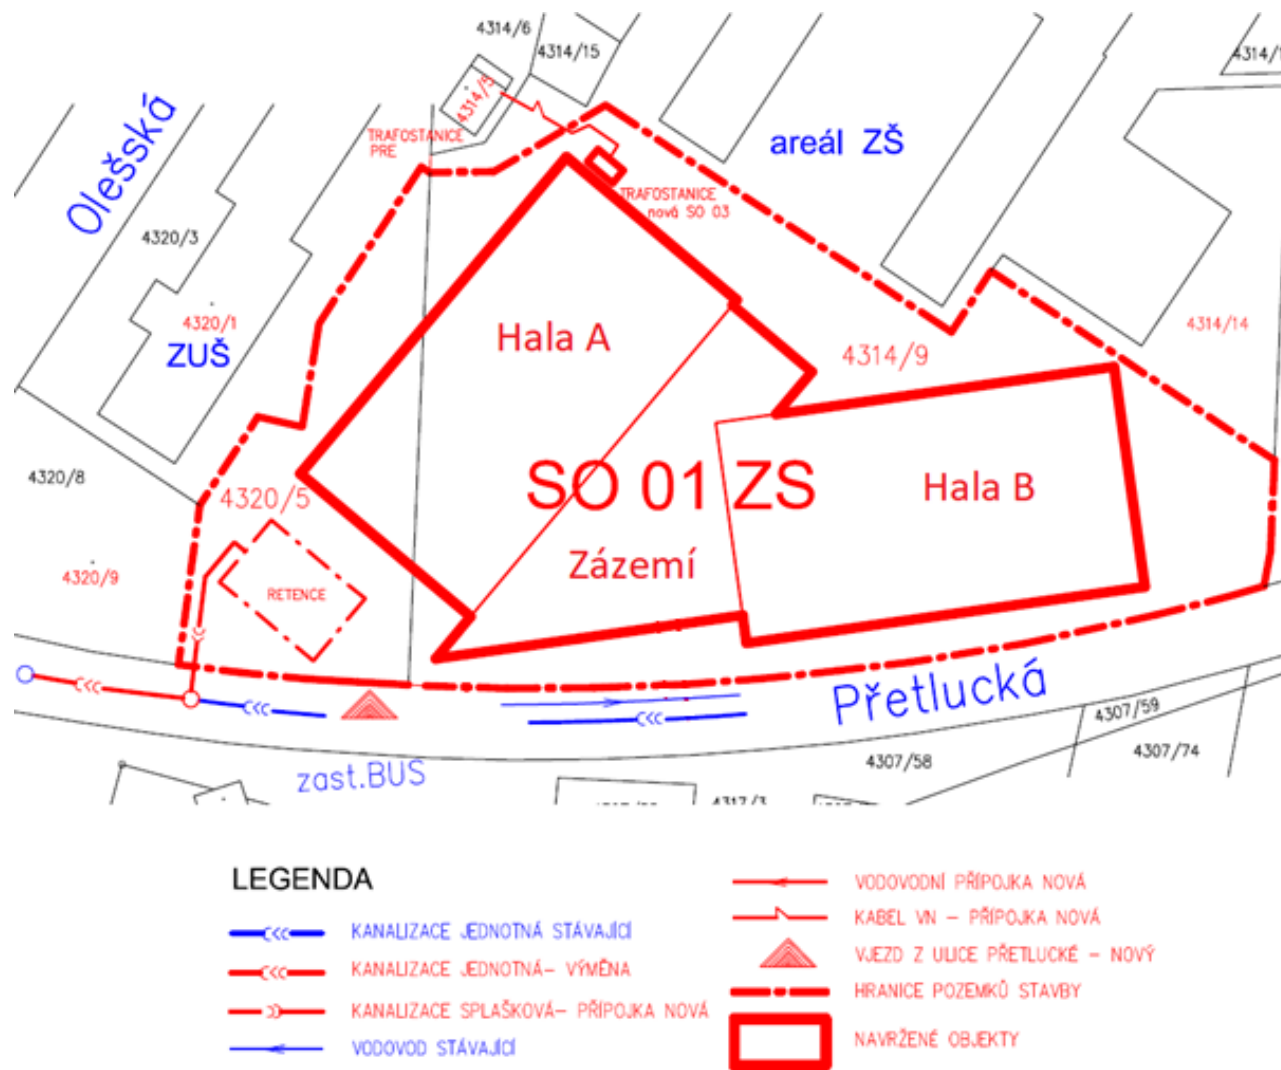 4314/6
4314/15
4314/5
Olešská
TRAFOSTANICE
PRE
areál ZŠ
TRAFOSTANICE
nová SO 03
4320/3
4320/1
ZUŠ
Hala A
4314/9
4314/14
4320/8
4320/5
SO 01 ZS
Hala B
Zázemí
4320/9
RETENCE
Přetlucká
4307/59
4307/74
4307/58
zast.BUS
4317/3
LEGENDA
KANALIZACE JEDNOTNÁ STÁVAJÍCÍ
KANALIZACE JEDNOTNÁ– VÝMĚNA
KANALIZACE SPLAŠKOVÁ– PŘÍPOJKA NOVÁ
VODOVOD STÁVAJÍCÍ
VODOVODNÍ PŘÍPOJKA NOVÁ
KABEL VN – PŘÍPOJKA NOVÁ
VJEZD Z ULICE PŘETLUCKÉ – NOVÝ
HRANICE POZEMKŮ STAVBY
NAVRŽENÉ OBJEKTY